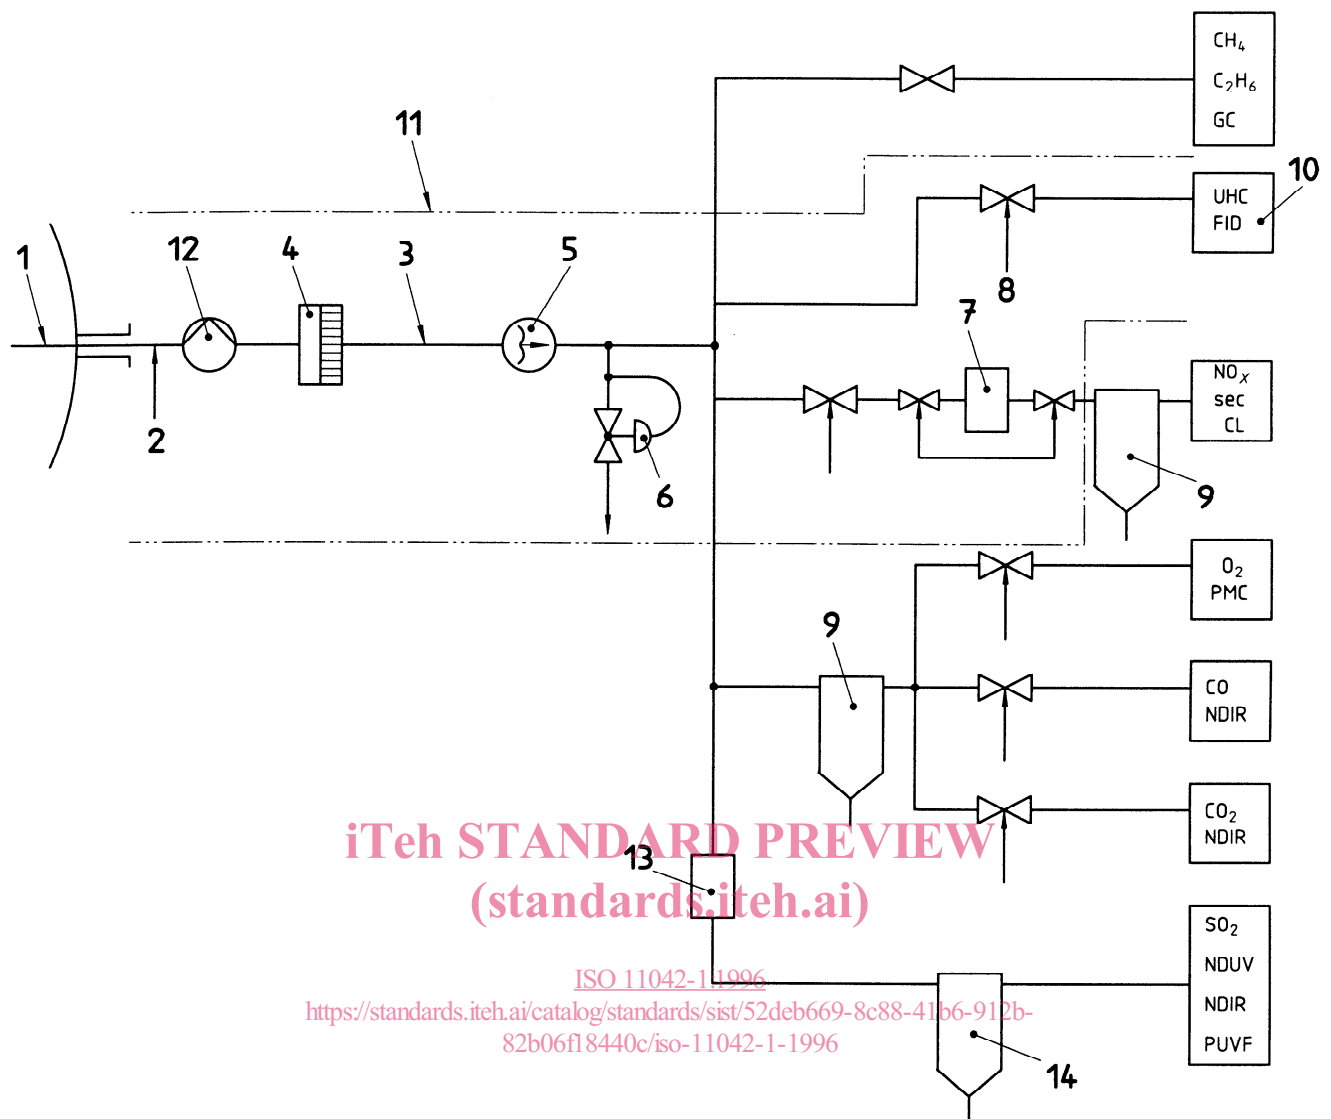 CH₄
C₂H₆
GC
11
10
UHC
FID
1
12
4
3
5
8
7
NOₓ
sec
CL
2
6
9
O₂
PMC
9
CO
NDIR
CO₂
NDIR
iTeh STANDARD PREVIEW
13
(standards.iteh.ai)
SO₂
NDUV
NDIR
PUVF
ISO 11042-1:1996
https://standards.iteh.ai/catalog/standards/sist/52deb669-8c88-41b6-912b-
82b06f18440c/iso-11042-1-1996
14